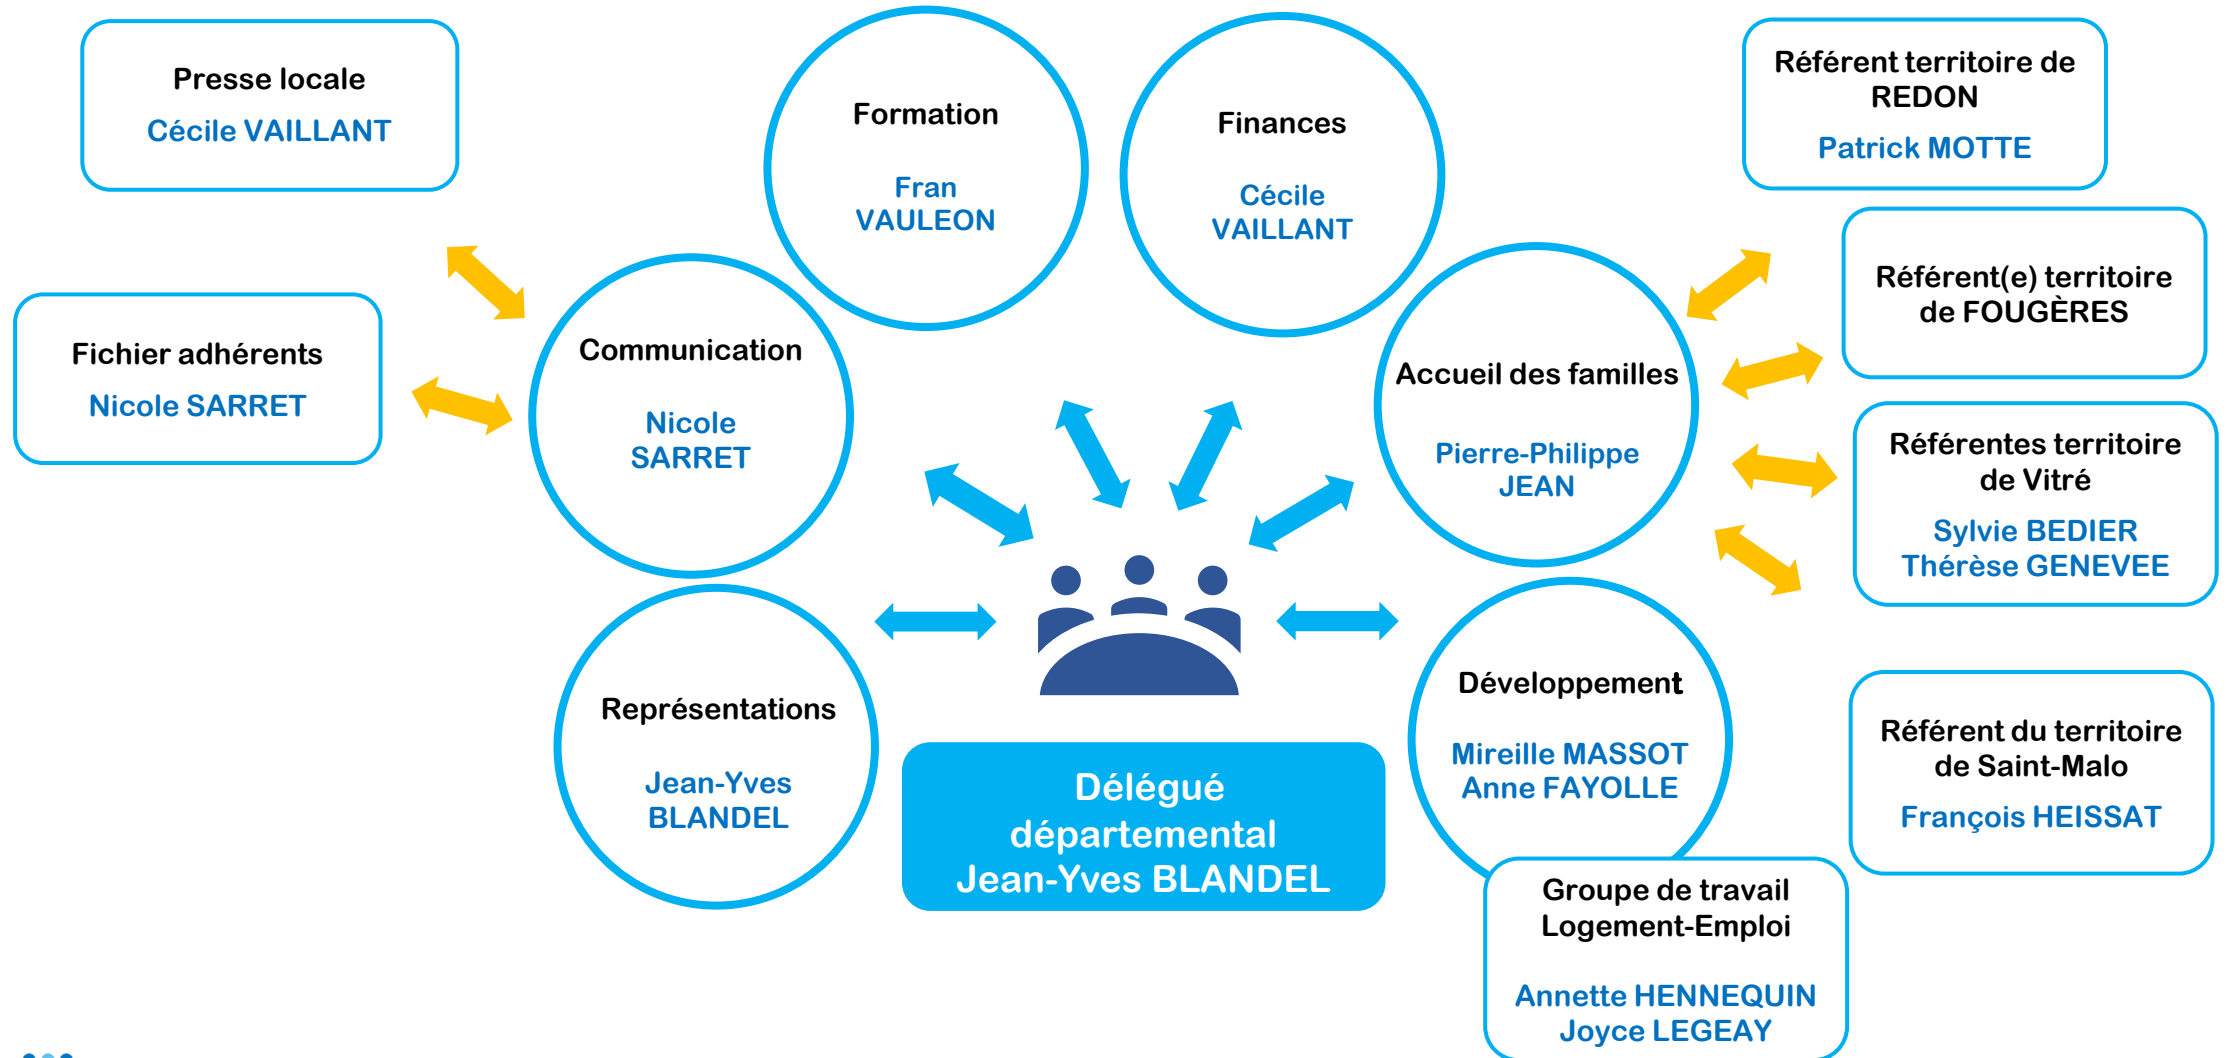 Presse locale
Cécile VAILLANT
Fichier adhérents
Nicole SARRET
Communication
Nicole
SARRET
Formation
Fran
VAULEON
Finances
Cécile
VAILLANT
Accueil des familles
Pierre-Philippe
JEAN
Référent territoire de
REDON
Patrick MOTTE
Référent(e) territoire
de FOUGÈRES
Référentes territoire
de Vitré
Sylvie BEDIER
Thérèse GENEVEE
Référent du territoire
de Saint-Malo
François HEISSAT
Représentations
Jean-Yves
BLANDEL
Délégué
départemental
Jean-Yves BLANDEL
Développement
Mireille MASSOT
Anne FAYOLLE
Groupe de travail
Logement-Emploi
Annette HENNEQUIN
Joyce LEGEAY